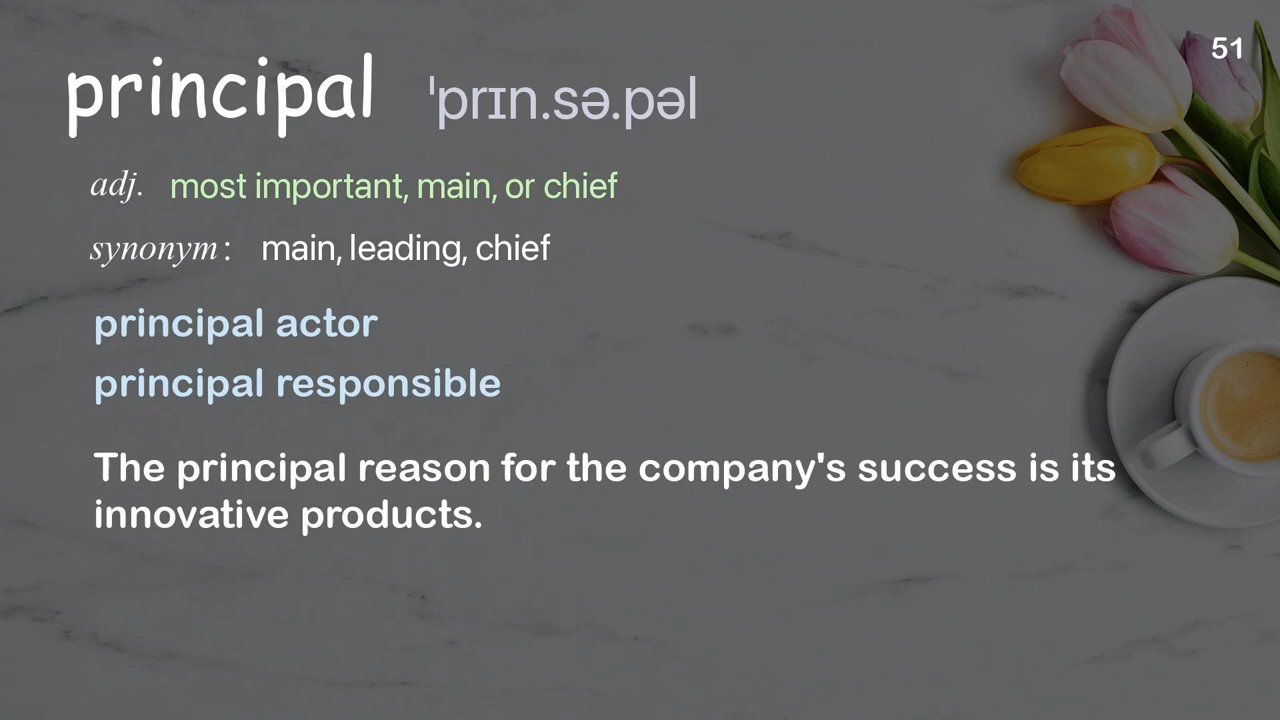 51
principal ˈprɪn.sə.pəl
adj. most important, main, or chief
synonym: main, leading, chief
principal actor
principal responsible
The principal reason for the company's success is its
innovative products.